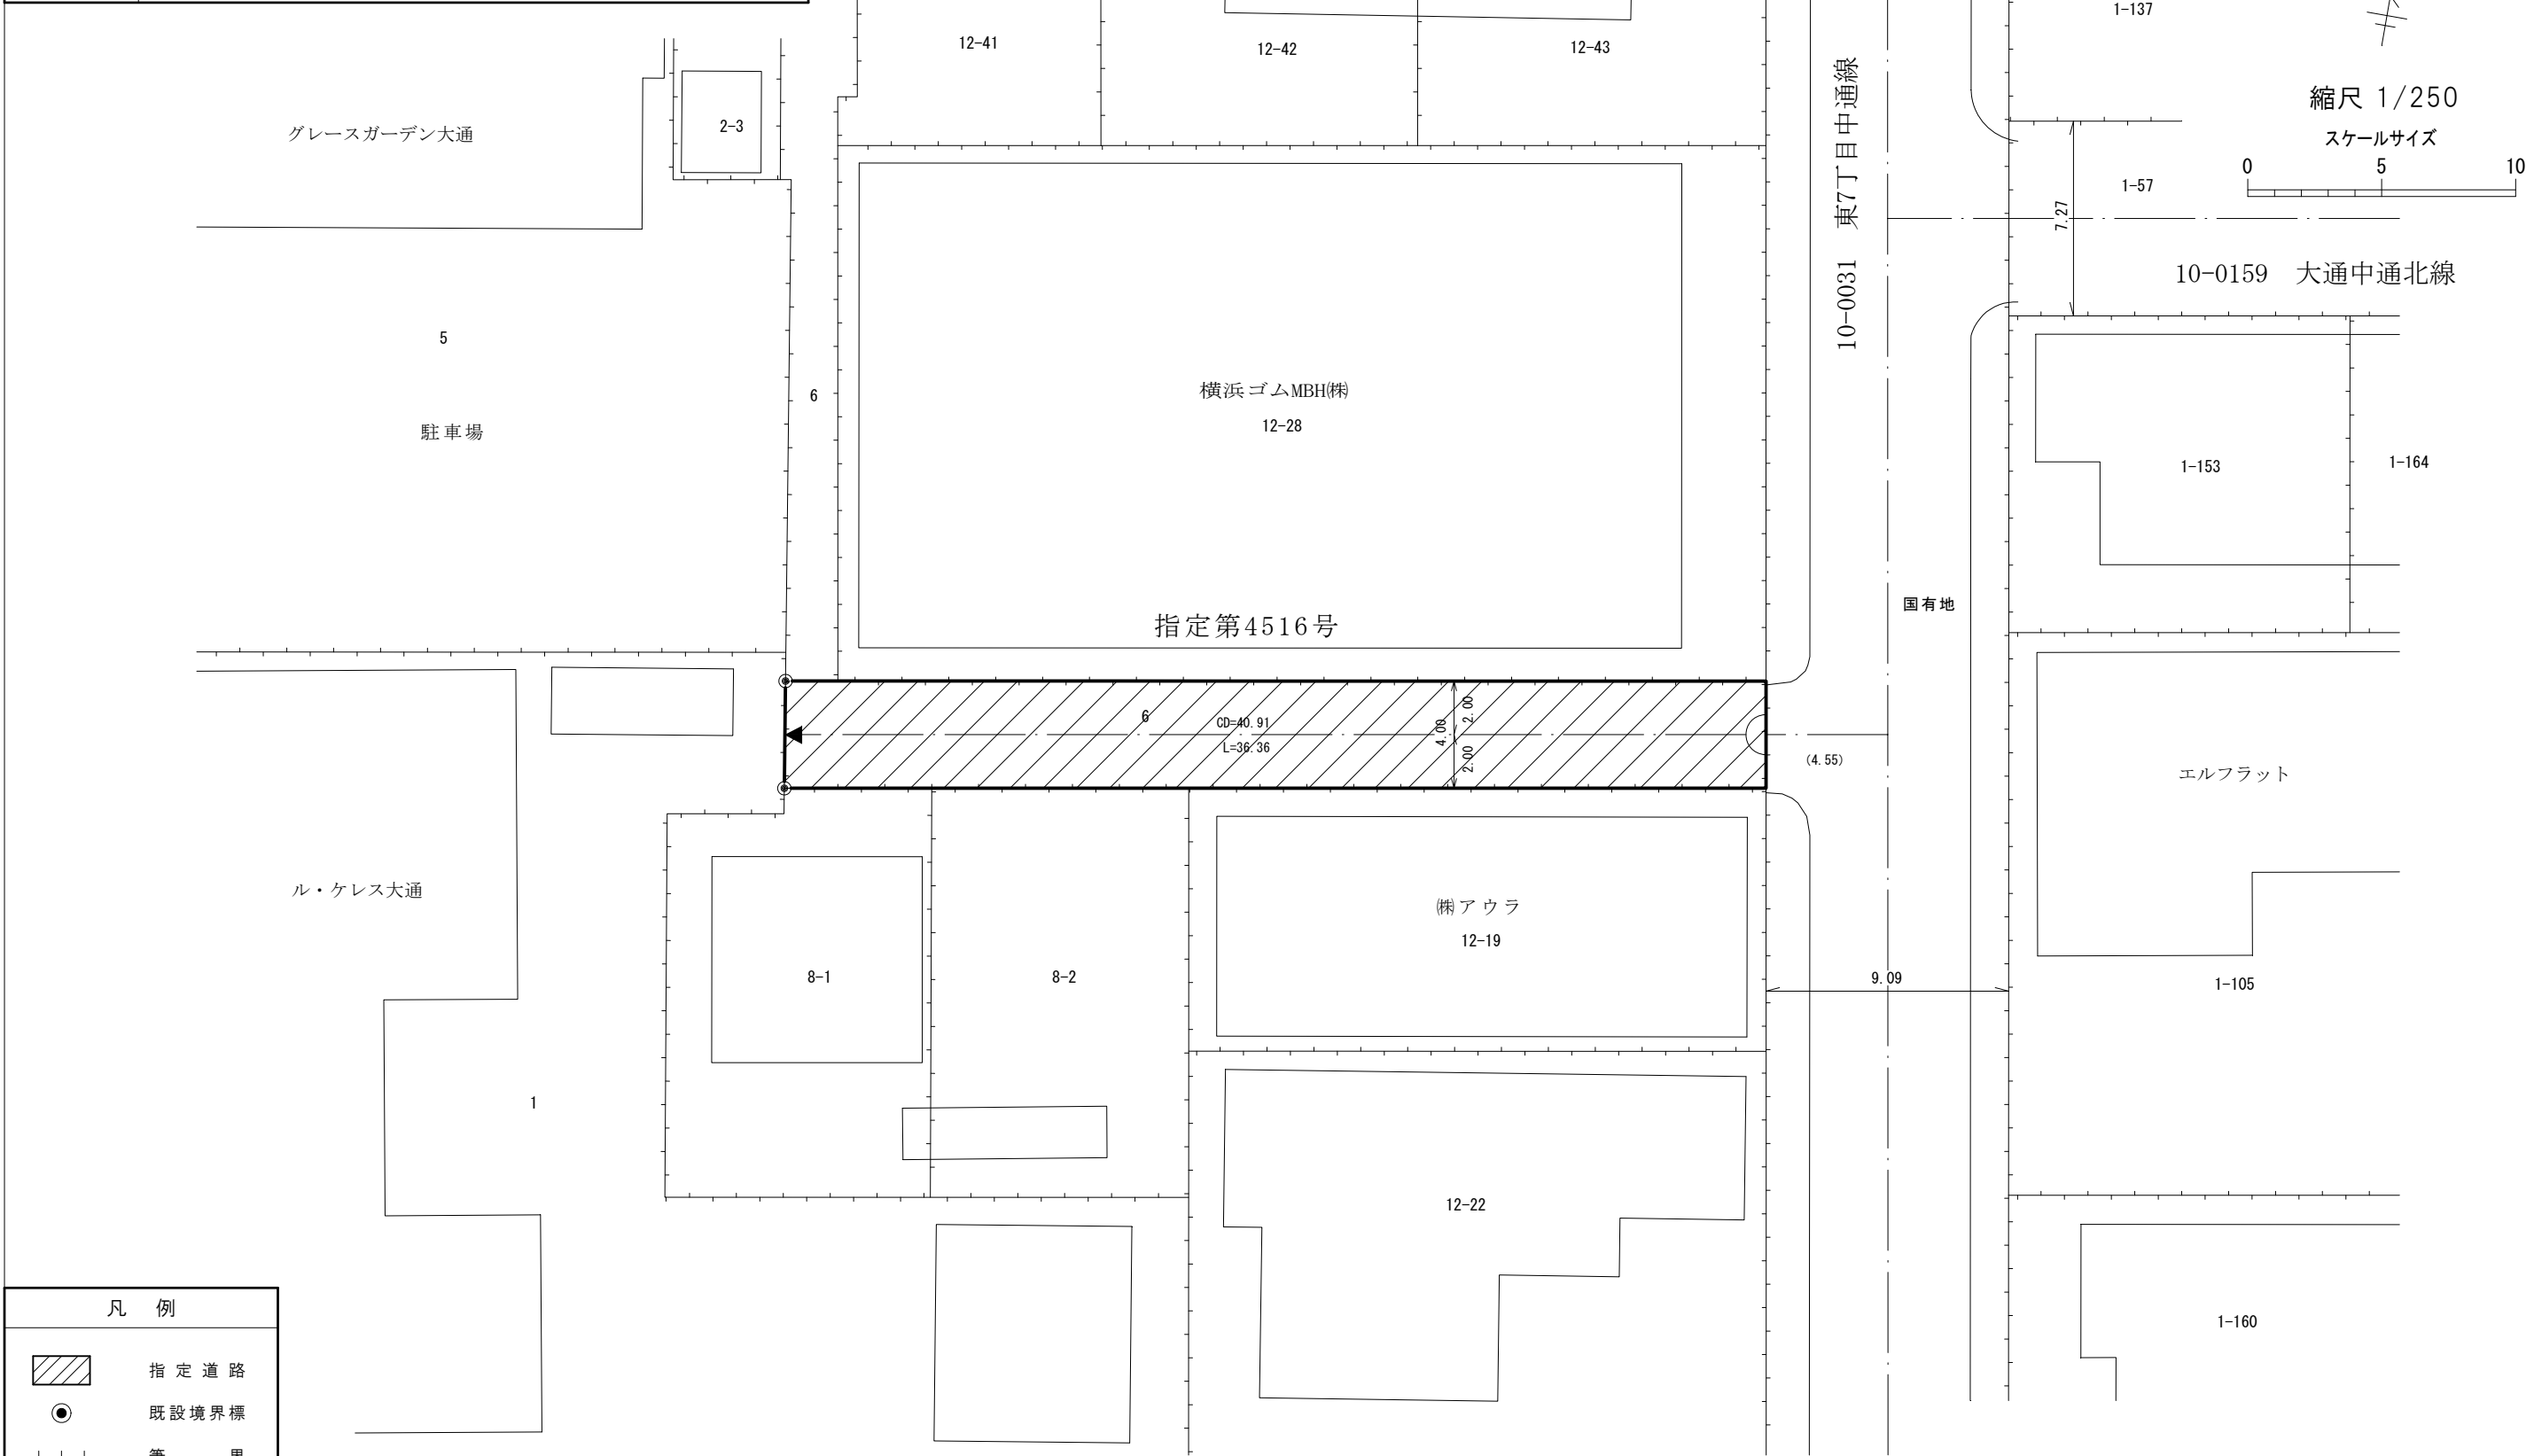 1-137
12-41
12-42
12-43
縮尺 1/250
スケールサイズ
0 5 10
グレースガーデン大通
2-3
10-0031 東7丁目中通線
1-57
7.27
10-0159 大通中通北線
5
駐車場
6
横浜ゴムMBH㈱
12-28
1-153
1-164
国有地
指定第4516号
6
CD=40.91
L=36.36
4.00
2.00
2.00
(4.55)
エルフラット
ル・ケレス大通
㈱アウラ
12-19
8-1
8-2
9.09
1-105
1
12-22
1-160
凡 例
指定道路
既設境界標
筆 界